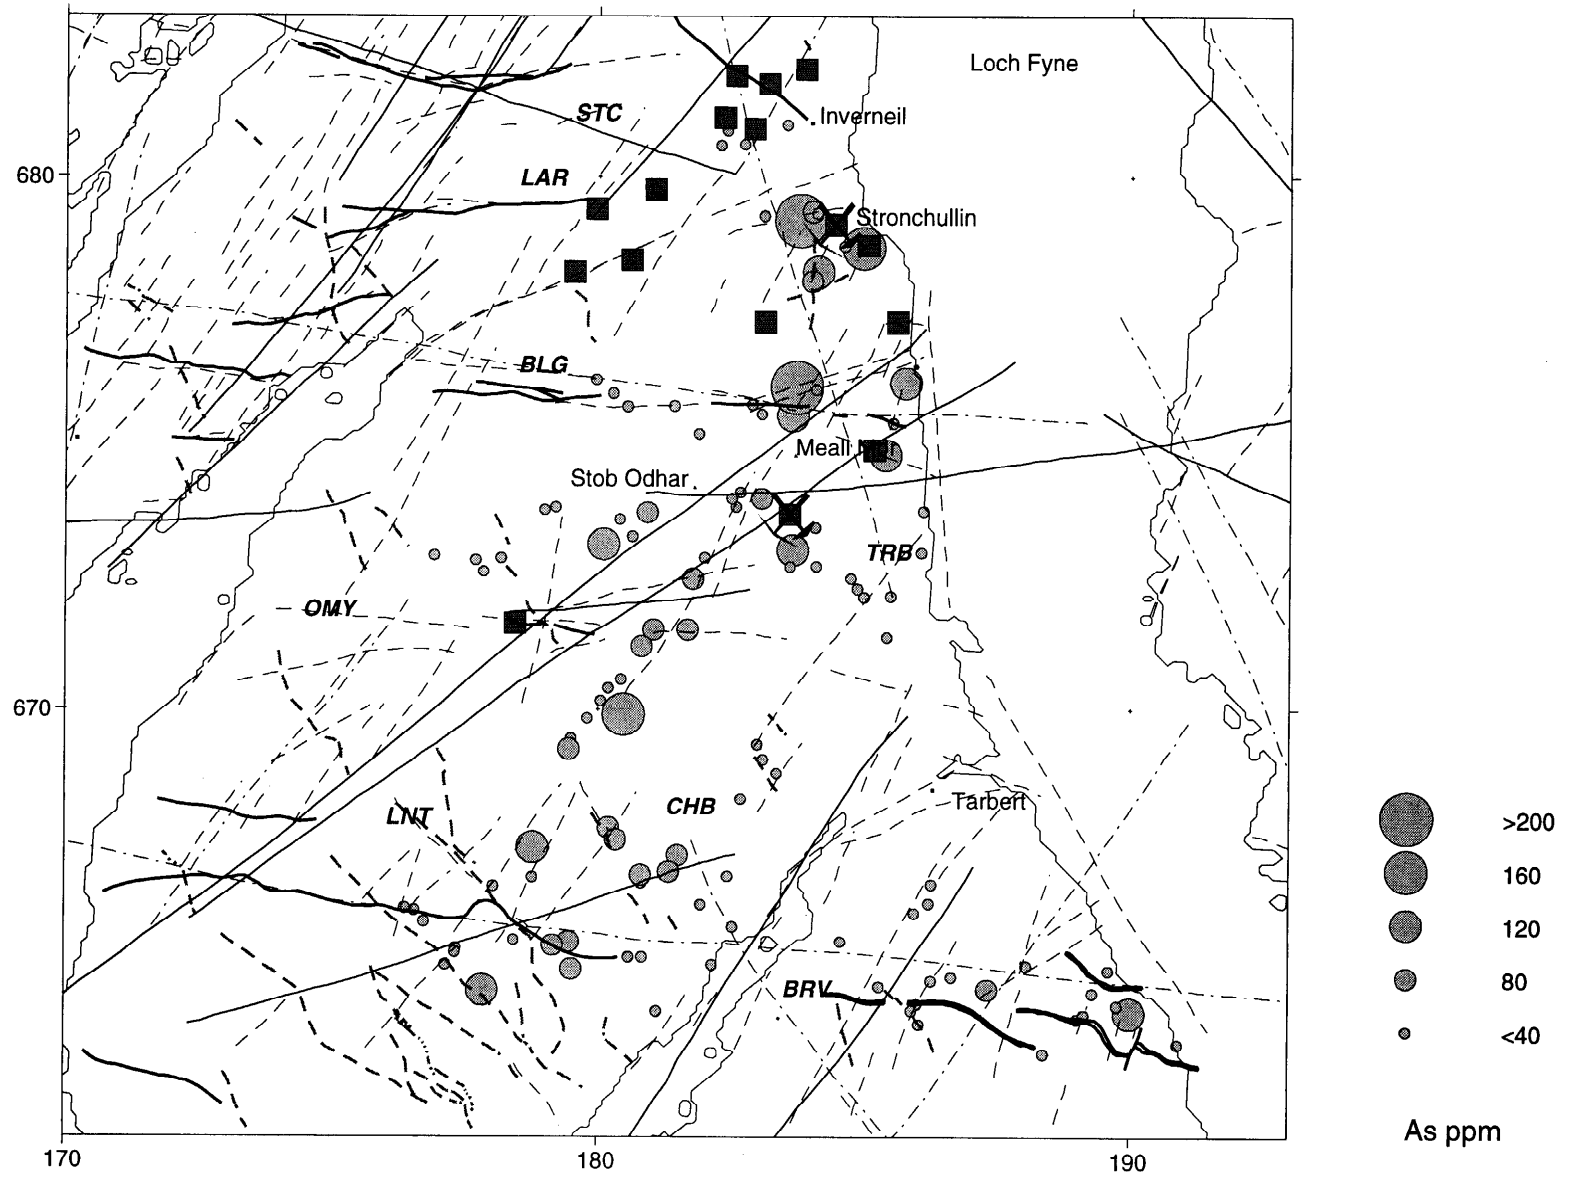 Loch Fyne
STC
Inverneil
680
LAR
Stronchullin
BLG
Meall
Stob Odhar
TRB
OMY
670
Tarbert
CHB
LNT
>200
160
120
80
<40
BRV
As ppm
170
180
190